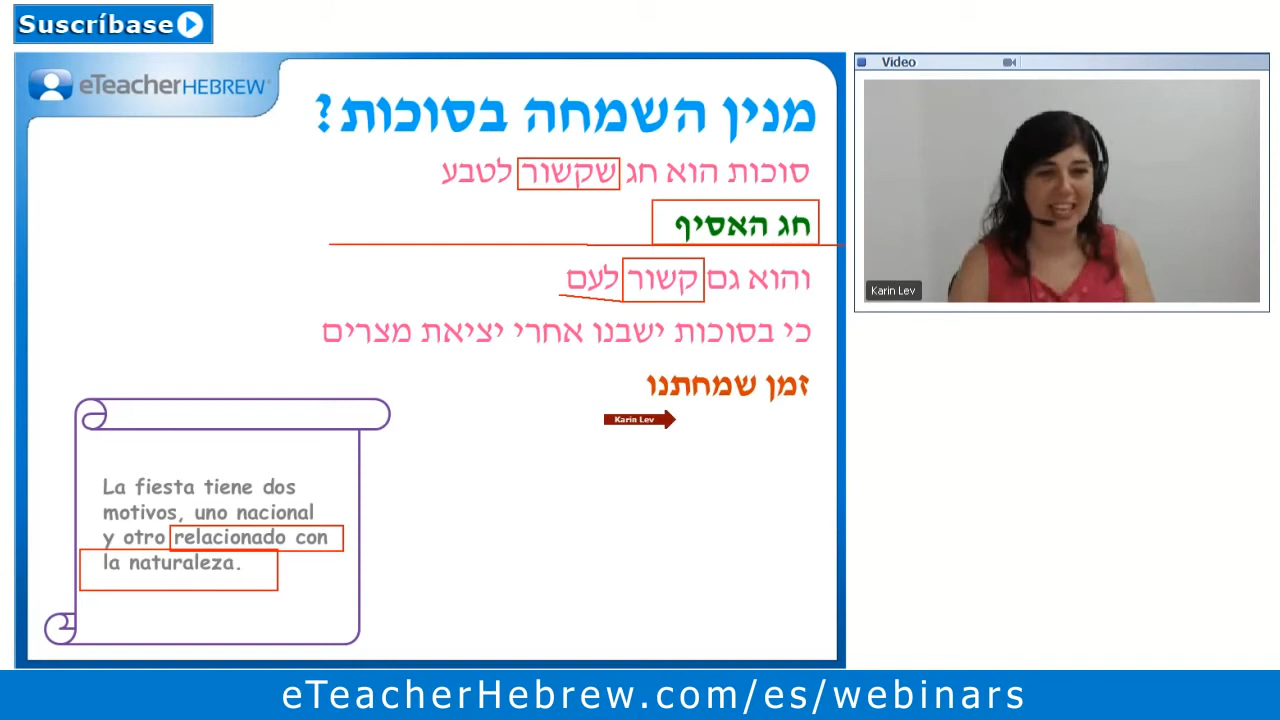 Suscríbase
eTeacherHEBREW®
מנין השמחה בסוכות?
סוכות הוא חג שקשור לטבע
חג האסיף
והוא גם קשור לעם
כי בסוכות ישבנו אחרי יציאת מצרים
זמן שמחתנו
Karin Lev
La fiesta tiene dos
motivos, uno nacional
y otro relacionado con
la naturaleza.
Video
Karin Lev
eTeacherHebrew.com/es/webinars